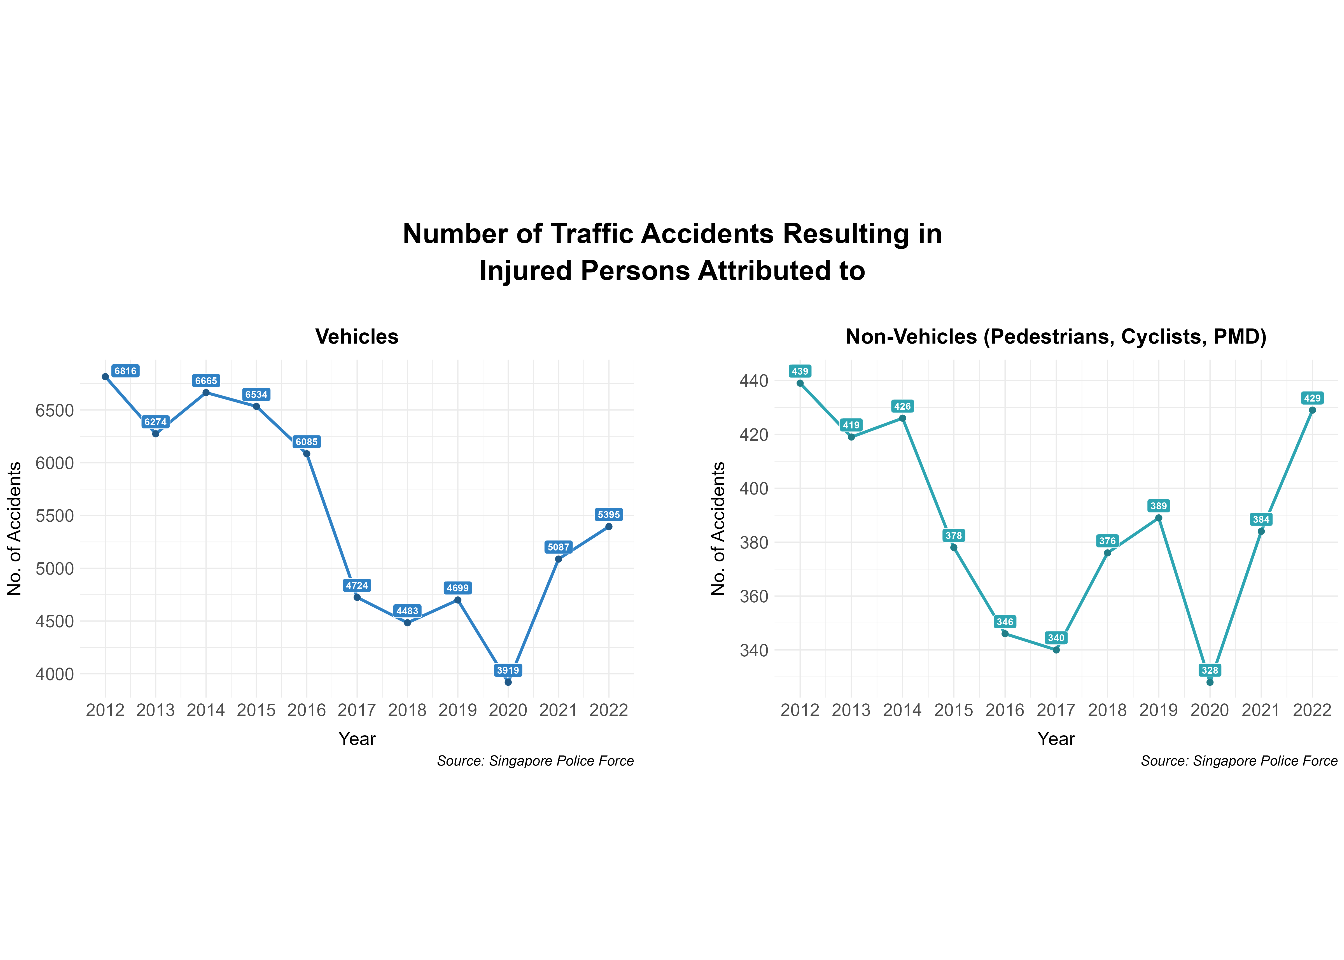 Number of Traffic Accidents Resulting in
Injured Persons Attributed to
Vehicles
No. of Accidents
6500
6000
5500
5000
4500
4000
6816
6274
6665
6534
6085
4724
4483
4699
3919
5087
5395
2012 2013 2014 2015 2016 2017 2018 2019 2020 2021 2022
Year
Source: Singapore Police Force
Non-Vehicles (Pedestrians, Cyclists, PMD)
No. of Accidents
440
420
400
380
360
340
439
419
426
378
346
340
376
389
328
384
429
2012 2013 2014 2015 2016 2017 2018 2019 2020 2021 2022
Year
Source: Singapore Police Force